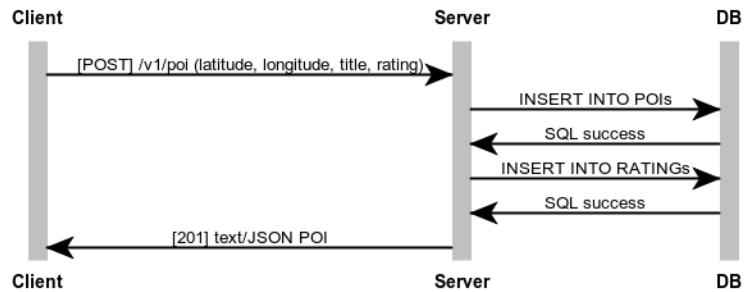 Client Server DB
[POST] /v1/poi (latitude, longitude, title, rating)
INSERT INTO POIs
SQL success
INSERT INTO RATINGs
SQL success
[201] text/JSON POI
Client Server DB